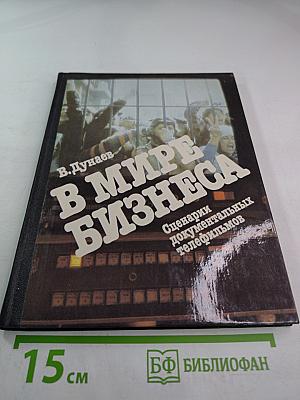 В. Дунаев
В МИРЕ
БИЗНЕСА
Сценарии
документальных
телефильмов
15 см
БФ БИБЛИОФАН